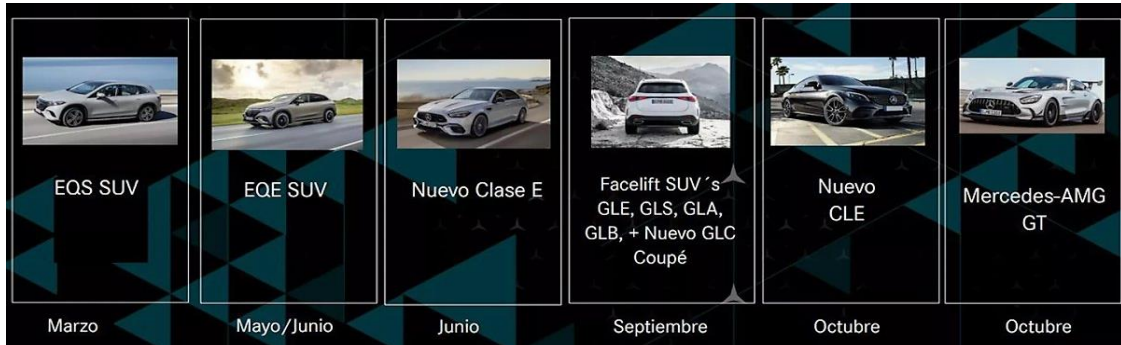 EQS SUV
EQE SUV
Nuevo Clase E
Facelift SUV´s
GLE, GLS, GLA,
GLB, + Nuevo GLC
Coupé
Nuevo
CLE
Mercedes-AMG
GT
Marzo
Mayo/Junio
Junio
Septiembre
Octubre
Octubre